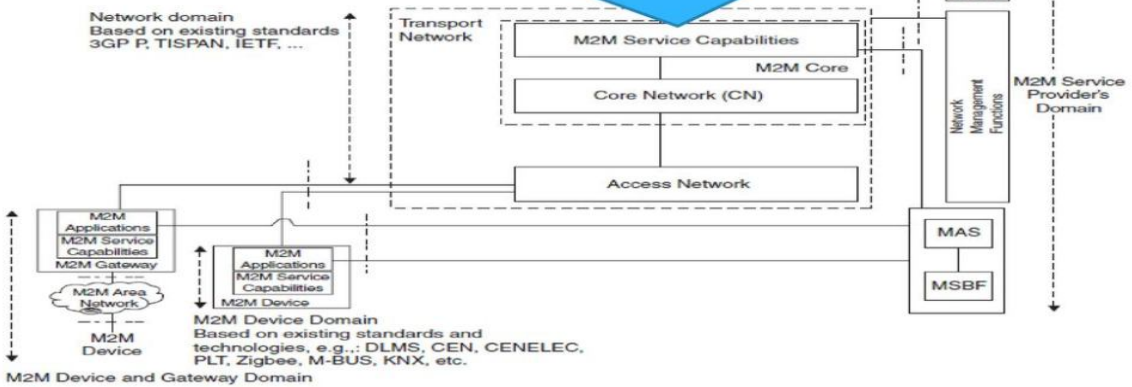 Network domain
Based on existing standards
3GP P, TISPAN, IETF, ...
Transport
Network
M2M Service Capabilities
M2M Core
Core Network (CN)
Access Network
Network
Management
Functions
M2M Service
Provider's
Domain
M2M
Applications
M2M Service
Capabilities
M2M Gateway
M2M Area
Network
M2M
Device
M2M
Applications
M2M Service
Capabilities
M2M Device
MAS
MSBF
M2M Device Domain
Based on existing standards and
technologies, e.g.,: DLMS, CEN, CENELEC,
PLT, Zigbee, M-BUS, KNX, etc.
M2M Device and Gateway Domain